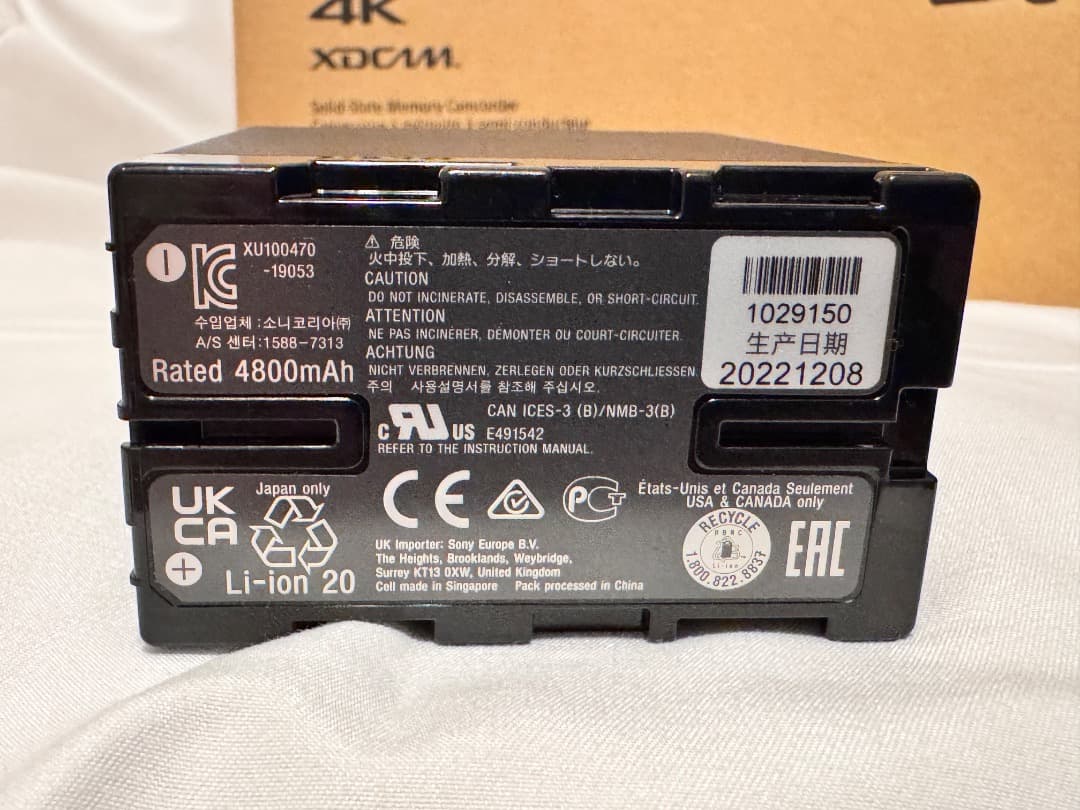 4K
XDCAM
Solid-State Memory Camcorder
XU100470
-19053
수입업체 : 소니코리아㈜
A/S 센터:1588-7313
Rated 4800mAh
⚠ 危険
火中投下、加熱、分解、ショートしない。
CAUTION
DO NOT INCINERATE, DISASSEMBLE, OR SHORT-CIRCUIT.
ATTENTION
NE PAS INCINÉRER, DÉMONTER OU COURT-CIRCUITER.
ACHTUNG
NICHT VERBRENNEN, ZERLEGEN ODER KURZSCHLIESSEN.
주의 사용설명서를 참조해 주십시오.
1029150
生产日期
20221208
C UL US
CAN ICES-3 (B)/NMB-3(B)
E491542
REFER TO THE INSTRUCTION MANUAL.
UK
CA
Japan only
Li-ion 20
CE
PCT
UK Importer: Sony Europe B.V.
The Heights, Brooklands, Weybridge,
Surrey KT13 0XW, United Kingdom
Cell made in Singapore Pack processed in China
États-Unis et Canada Seulement
USA & CANADA only
RECYCLE
RBRC
Li-ion
1.800.822.8837
EAC